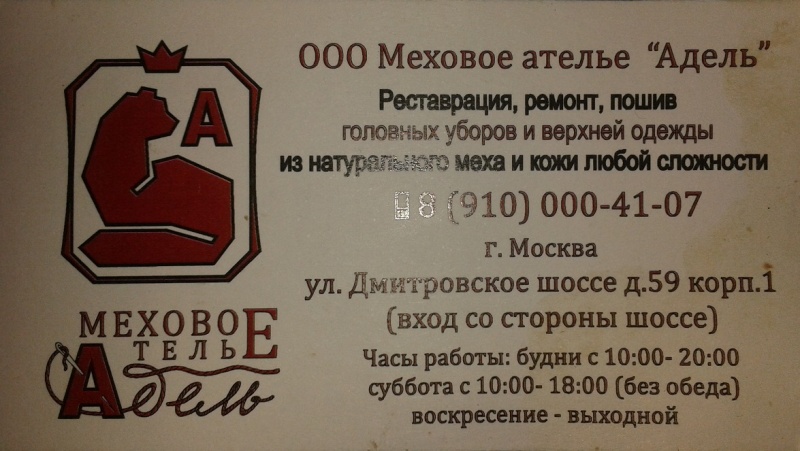 А
МЕХОВОЕ
АТЕЛЬЕ
Адель
ООО Меховое ателье “Адель”
Реставрация, ремонт, пошив
головных уборов и верхней одежды
из натурального меха и кожи любой сложности
8 (910) 000-41-07
г. Москва
ул. Дмитровское шоссе д.59 корп.1
(вход со стороны шоссе)
Часы работы: будни с 10:00- 20:00
суббота с 10:00- 18:00 (без обеда)
воскресение - выходной